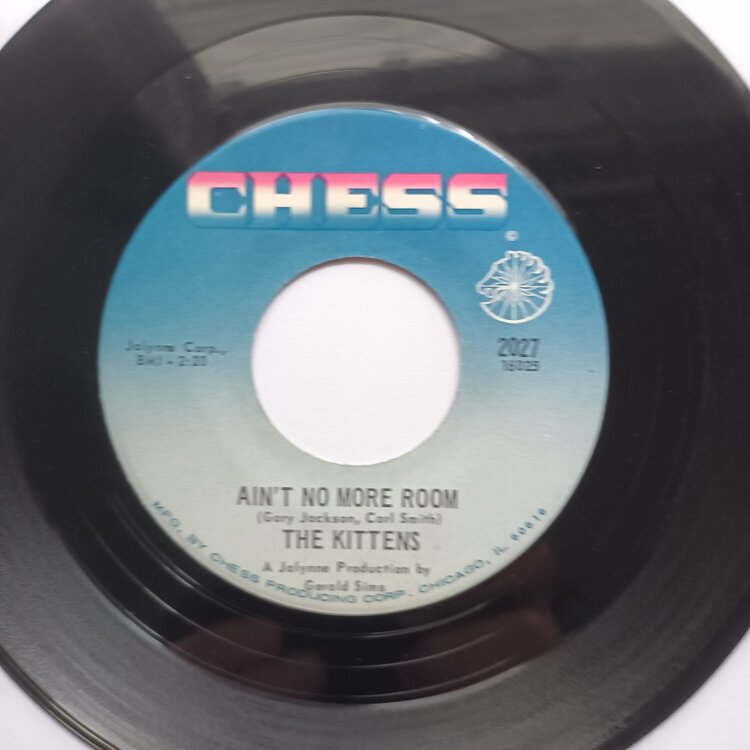 CHESS
©
Jalynne Corp.,
BMI - 2:20
2027
16025
AIN'T NO MORE ROOM
(Gary Jackson, Carl Smith)
THE KITTENS
A Jalynne Production by
Gerald Sims
MFG. BY CHESS PRODUCING CORP. CHICAGO, IL 60616